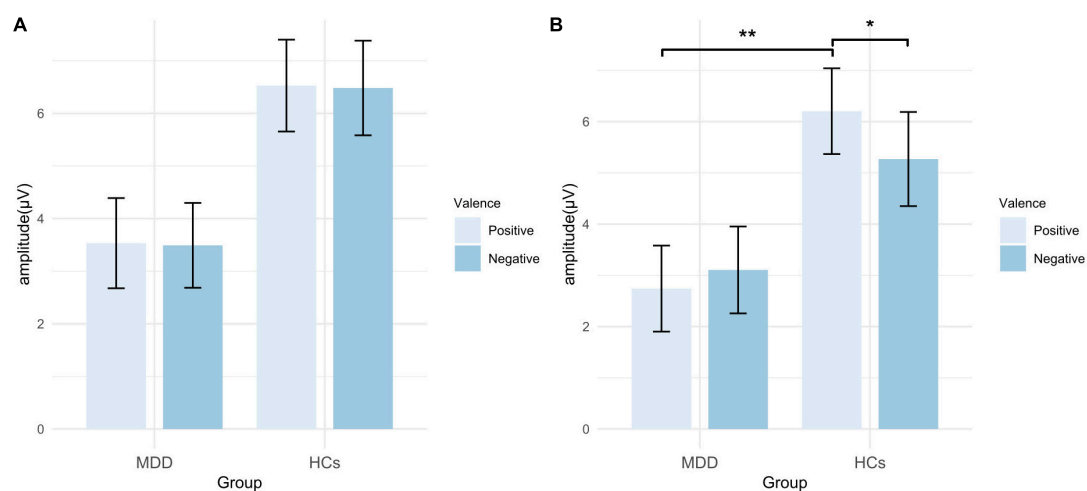 A
6
4
2
0
amplitude(μV)
MDD
HCs
Group
Valence
Positive
Negative
B
**
*
6
4
2
0
amplitude(μV)
MDD
HCs
Group
Valence
Positive
Negative